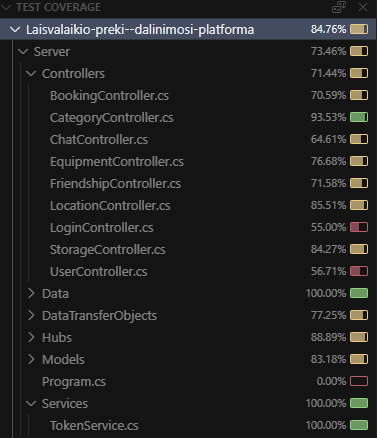 TEST COVERAGE
Laisvalaikio-preki--dalinimosi-platforma 84.76%
Server 73.46%
Controllers 71.44%
BookingController.cs 70.59%
CategoryController.cs 93.53%
ChatController.cs 64.61%
EquipmentController.cs 76.68%
FriendshipController.cs 71.58%
LocationController.cs 85.51%
LoginController.cs 55.00%
StorageController.cs 84.27%
UserController.cs 56.71%
Data 100.00%
DataTransferObjects 77.25%
Hubs 88.89%
Models 83.18%
Program.cs 0.00%
Services 100.00%
TokenService.cs 100.00%